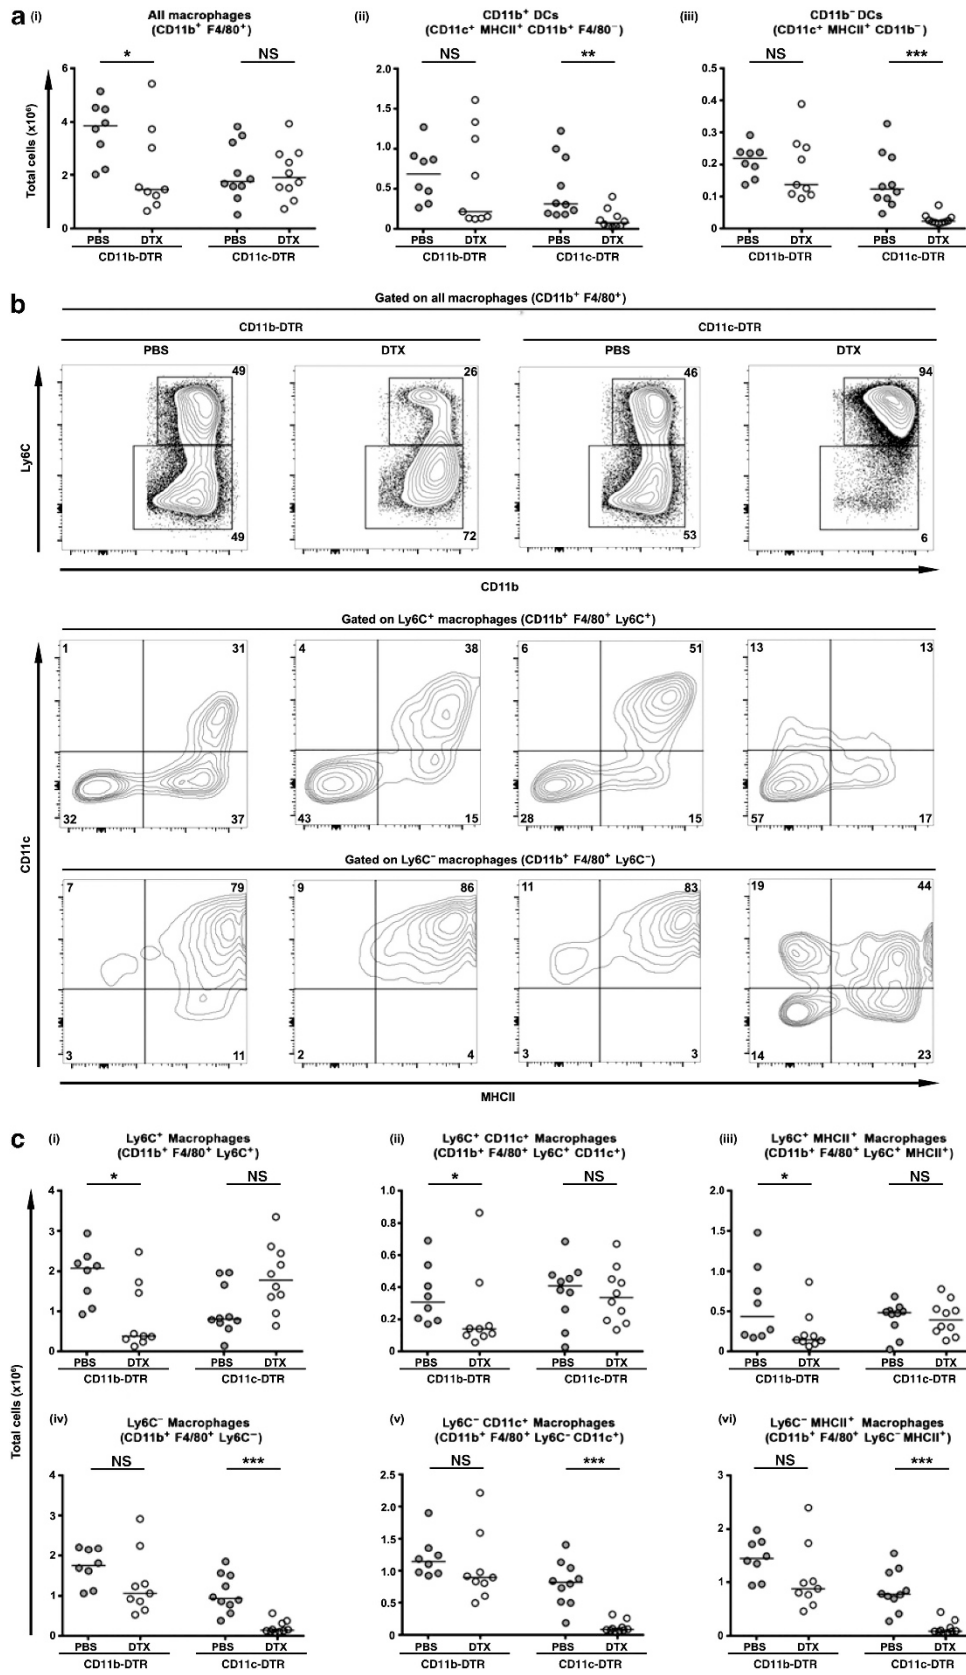 a (i) All macrophages
(CD11b⁺ F4/80⁺)
(ii) CD11b⁺ DCs
(CD11c⁺ MHCII⁺ CD11b⁺ F4/80⁻)
(iii) CD11b⁻ DCs
(CD11c⁺ MHCII⁺ CD11b⁻)
* NS NS ** NS ***
Total cells (x10⁶)
6
4
2
0
2.0
1.5
1.0
0.5
0
0.5
0.4
0.3
0.2
0.1
0
PBS DTX PBS DTX PBS DTX PBS DTX PBS DTX PBS DTX
CD11b-DTR CD11c-DTR CD11b-DTR CD11c-DTR CD11b-DTR CD11c-DTR
b Gated on all macrophages (CD11b⁺ F4/80⁺)
CD11b-DTR CD11c-DTR
PBS DTX PBS DTX
49 26 46 94
Ly6C
49 72 53 6
CD11b
Gated on Ly6C⁺ macrophages (CD11b⁺ F4/80⁺ Ly6C⁺)
1 31 4 38 6 51 13 13
32 37 43 15 28 15 57 17
CD11c
Gated on Ly6C⁻ macrophages (CD11b⁺ F4/80⁺ Ly6C⁻)
7 79 9 86 11 83 19 44
3 11 2 4 3 3 14 23
MHCII
c (i) Ly6C⁺ Macrophages
(CD11b⁺ F4/80⁺ Ly6C⁺)
(ii) Ly6C⁺ CD11c⁺ Macrophages
(CD11b⁺ F4/80⁺ Ly6C⁺ CD11c⁺)
(iii) Ly6C⁺ MHCII⁺ Macrophages
(CD11b⁺ F4/80⁺ Ly6C⁺ MHCII⁺)
* NS * NS * NS
4
3
2
1
0
1.0
0.8
0.6
0.4
0.2
0
2.0
1.5
1.0
0.5
0
PBS DTX PBS DTX PBS DTX PBS DTX PBS DTX PBS DTX
CD11b-DTR CD11c-DTR CD11b-DTR CD11c-DTR CD11b-DTR CD11c-DTR
Total cells (x10⁶)
(iv) Ly6C⁻ Macrophages
(CD11b⁺ F4/80⁺ Ly6C⁻)
(v) Ly6C⁻ CD11c⁺ Macrophages
(CD11b⁺ F4/80⁺ Ly6C⁻ CD11c⁺)
(vi) Ly6C⁻ MHCII⁺ Macrophages
(CD11b⁺ F4/80⁺ Ly6C⁻ MHCII⁺)
NS *** NS *** NS ***
4
3
2
1
0
2.5
2.0
1.5
1.0
0.5
0.0
3
2
1
0
PBS DTX PBS DTX PBS DTX PBS DTX PBS DTX PBS DTX
CD11b-DTR CD11c-DTR CD11b-DTR CD11c-DTR CD11b-DTR CD11c-DTR